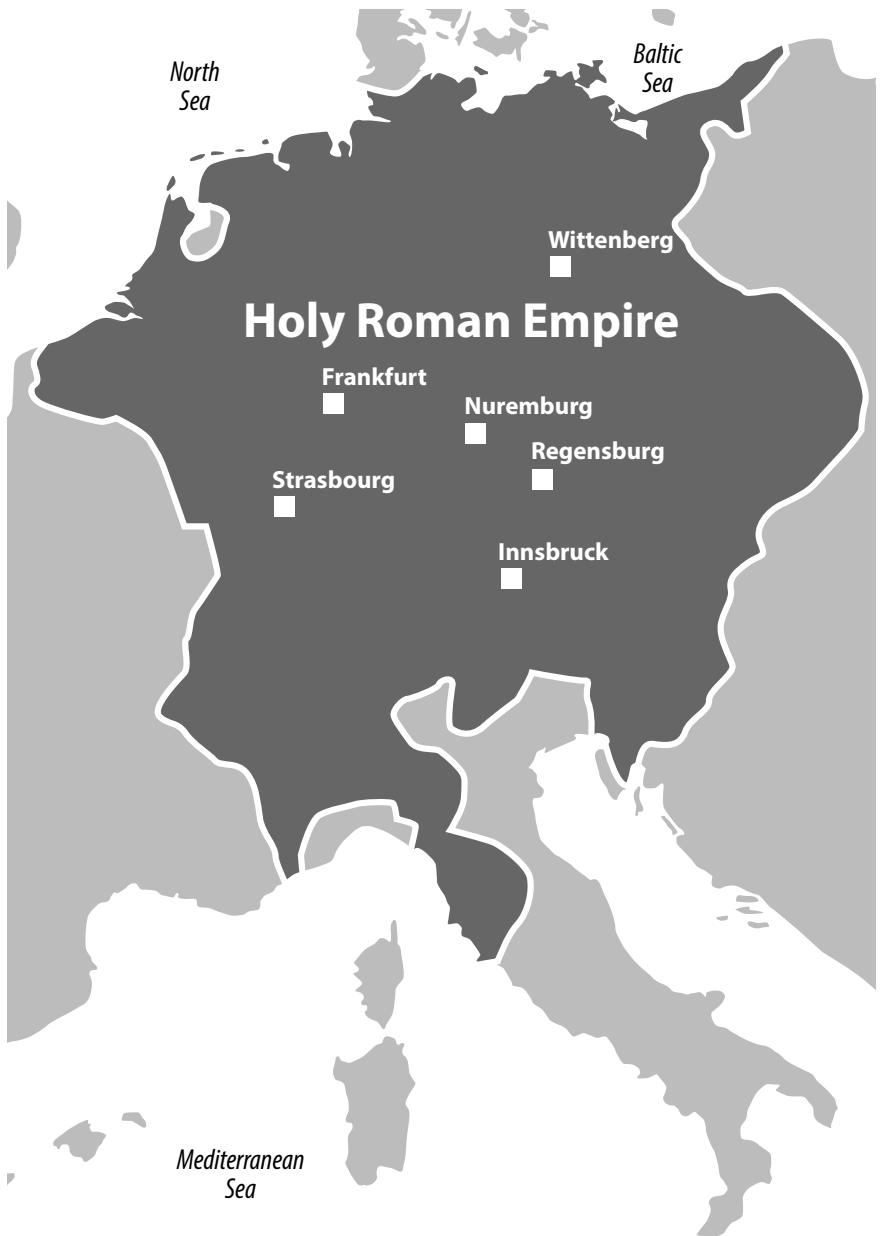 North
Sea
Baltic
Sea
Wittenberg
Holy Roman Empire
Frankfurt
Nuremburg
Regensburg
Strasbourg
Innsbruck
Mediterranean
Sea